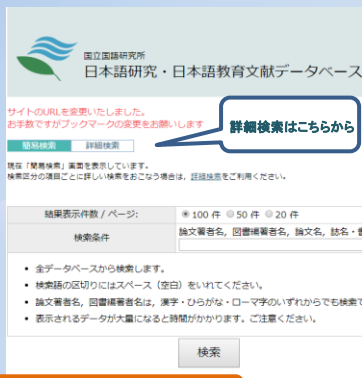 国立国語研究所
日本語研究・日本語教育文献データベース
サイトのURLを変更いたしました。
お手数ですがブックマークの変更をお願いします
詳細検索はこちらから
簡易検索 詳細検索
現在「簡易検索」画面を表示しています。
検索区分の項目ごとに詳しい検索をおこなう場合は，詳細検索をご利用ください。
結果表示件数 / ページ: 100 件 50 件 20 件
検索条件 論文著者名，図書編著者名，論文名，誌名・
全データベースから検索します。
検索語の区切りにはスペース（空白）をいれてください。
論文著者名，図書編著者名は，漢字・ひらがな・ローマ字のいずれからでも検索で
表示されるデータが大量になると時間がかかります。ご注意ください。
検索